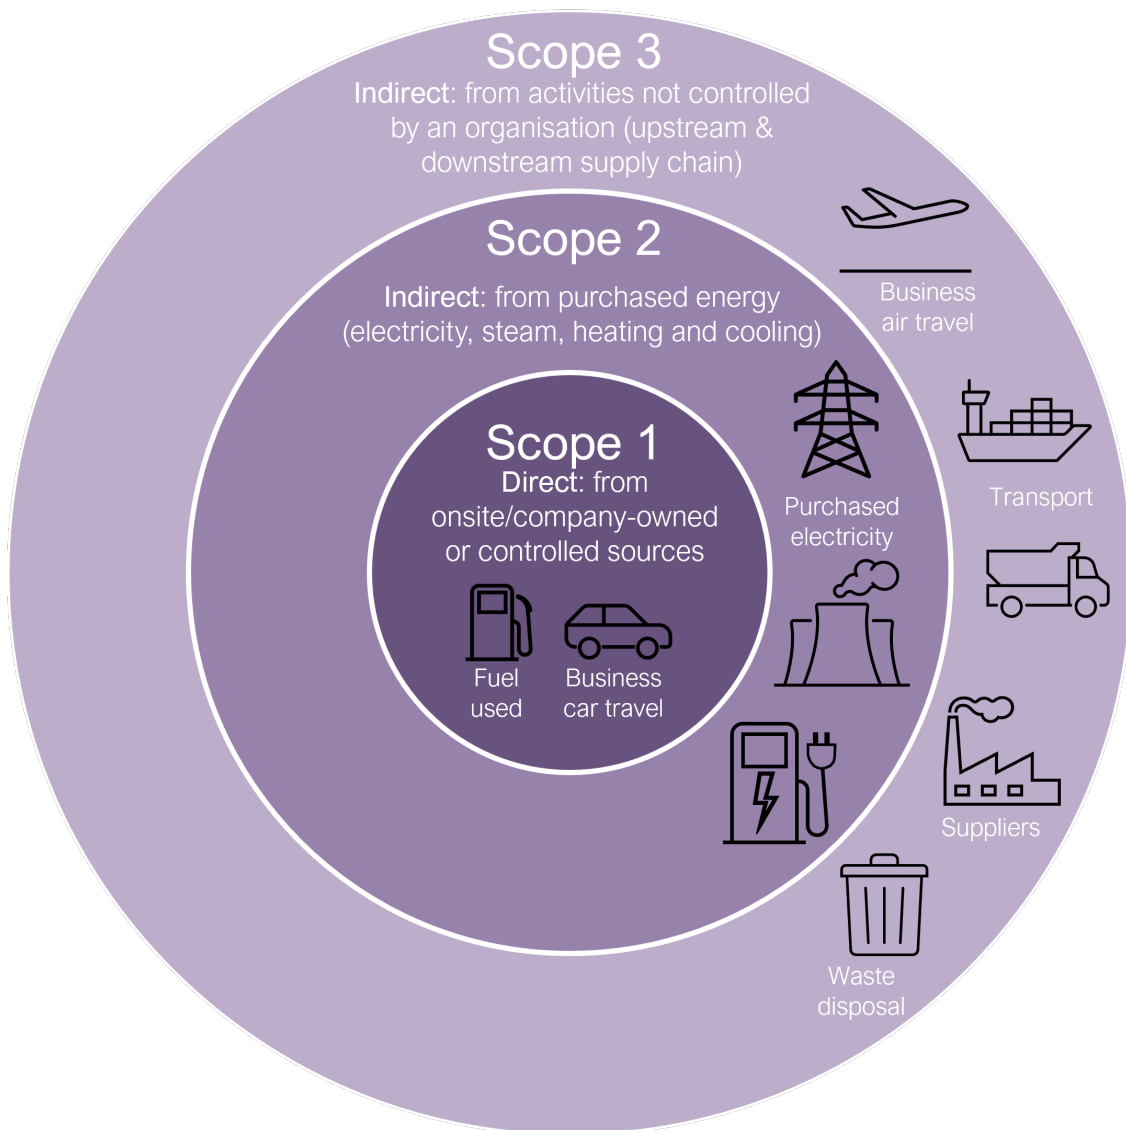 Scope 3
Indirect: from activities not controlled
by an organisation (upstream &
downstream supply chain)
Business
air travel
Scope 2
Indirect: from purchased energy
(electricity, steam, heating and cooling)
Purchased
electricity
Transport
Scope 1
Direct: from
onsite/company-owned
or controlled sources
Fuel
used
Business
car travel
Suppliers
Waste
disposal